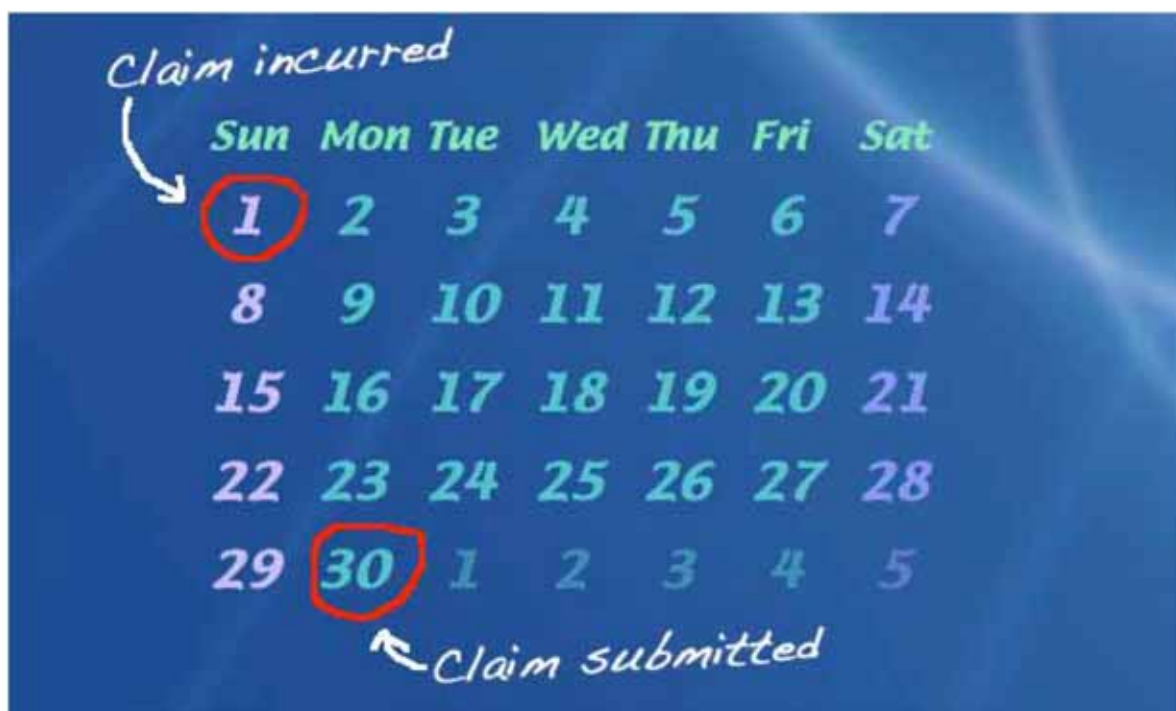 Claim incurred
Sun Mon Tue Wed Thu Fri Sat
1 2 3 4 5 6 7
8 9 10 11 12 13 14
15 16 17 18 19 20 21
22 23 24 25 26 27 28
29 30 1 2 3 4 5
Claim submitted